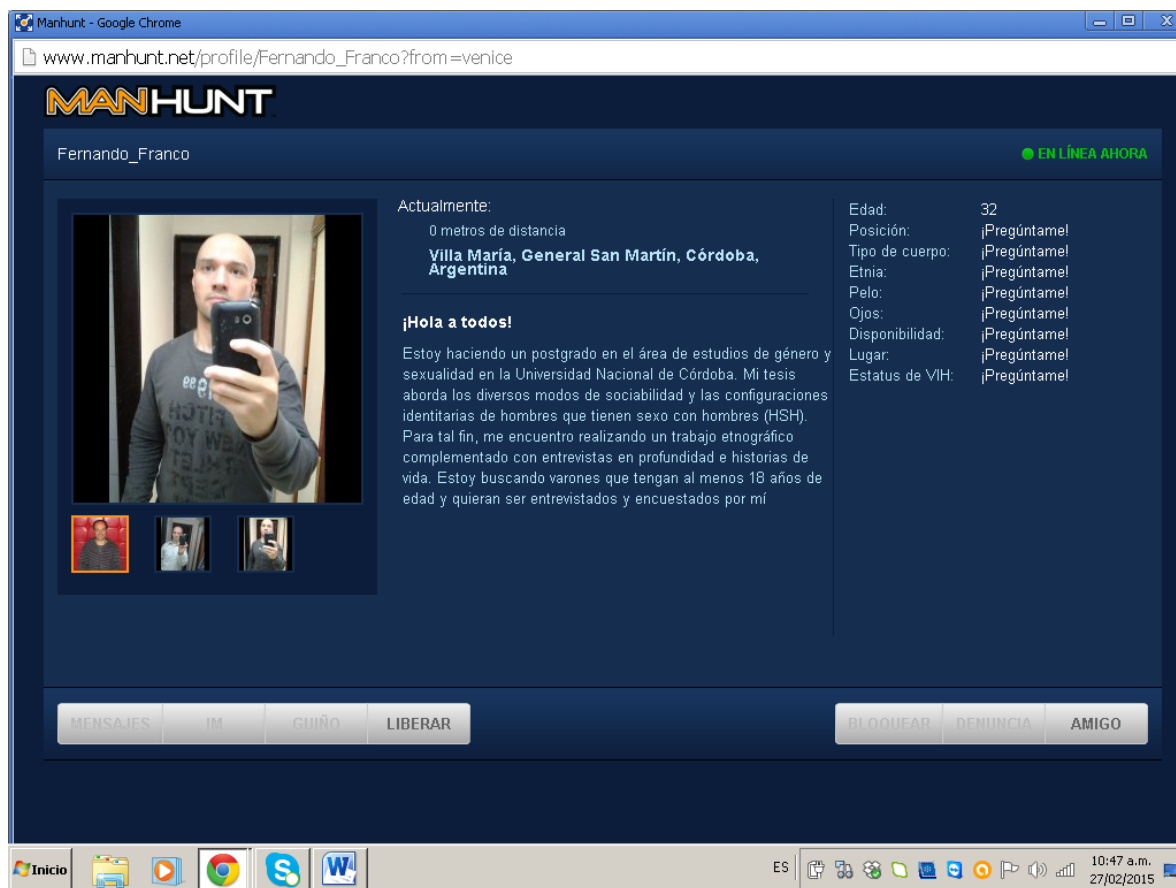 Manhunt - Google Chrome
www.manhunt.net/profile/Fernando_Franco?from=venice
MANHUNT
Fernando_Franco
EN LÍNEA AHORA
Actualmente:
0 metros de distancia
Villa María, General San Martín, Córdoba,
Argentina
¡Hola a todos!
Estoy haciendo un postgrado en el área de estudios de género y
sexualidad en la Universidad Nacional de Córdoba. Mi tesis
aborda los diversos modos de sociabilidad y las configuraciones
identitarias de hombres que tienen sexo con hombres (HSH).
Para tal fin, me encuentro realizando un trabajo etnográfico
complementado con entrevistas en profundidad e historias de
vida. Estoy buscando varones que tengan al menos 18 años de
edad y quieran ser entrevistados y encuestados por mí
Edad: 32
Posición: ¡Pregúntame!
Tipo de cuerpo: ¡Pregúntame!
Etnia: ¡Pregúntame!
Pelo: ¡Pregúntame!
Ojos: ¡Pregúntame!
Disponibilidad: ¡Pregúntame!
Lugar: ¡Pregúntame!
Estatus de VIH: ¡Pregúntame!
MENSAJES IM GUIÑO LIBERAR
BLOQUEAR DENUNCIA AMIGO
Inicio
ES
10:47 a.m.
27/02/2015